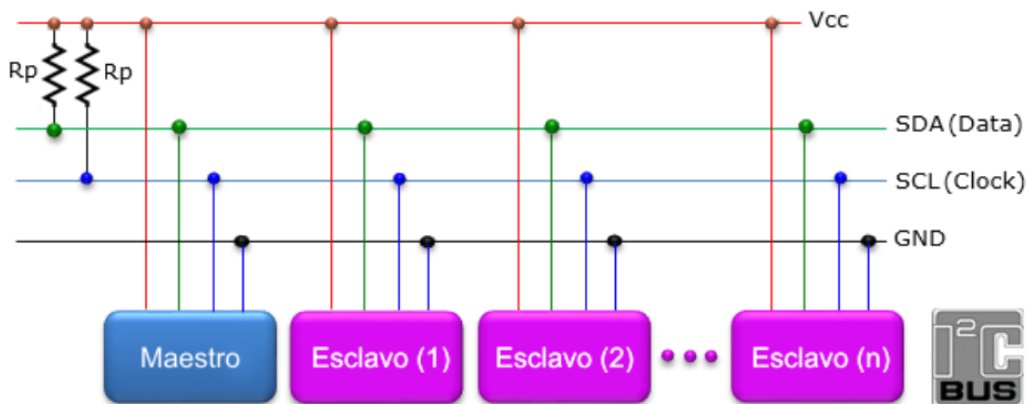 Vcc
Rp
Rp
SDA (Data)
SCL (Clock)
GND
Maestro
Esclavo (1)
Esclavo (2)
Esclavo (n)
I²C
BUS